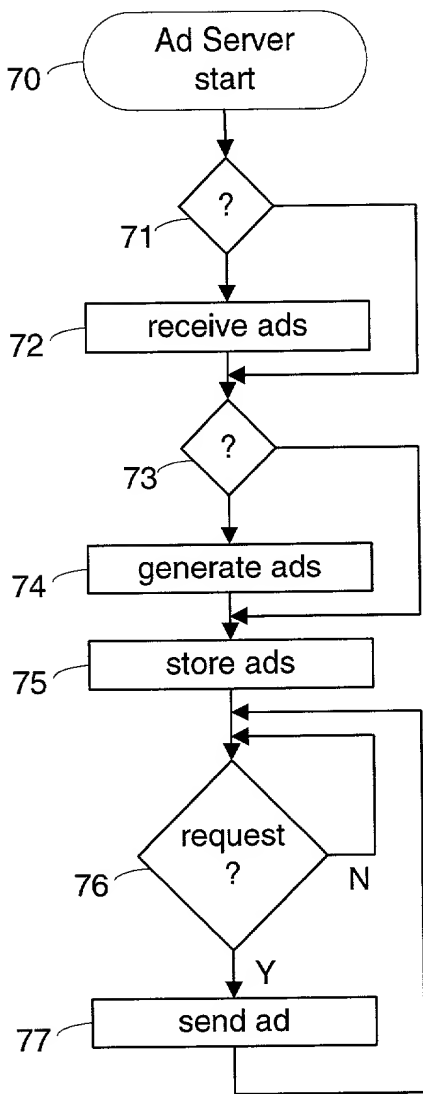 Ad Server
start
70
?
71
receive ads
72
?
73
generate ads
74
store ads
75
request
?
76
N
Y
send ad
77